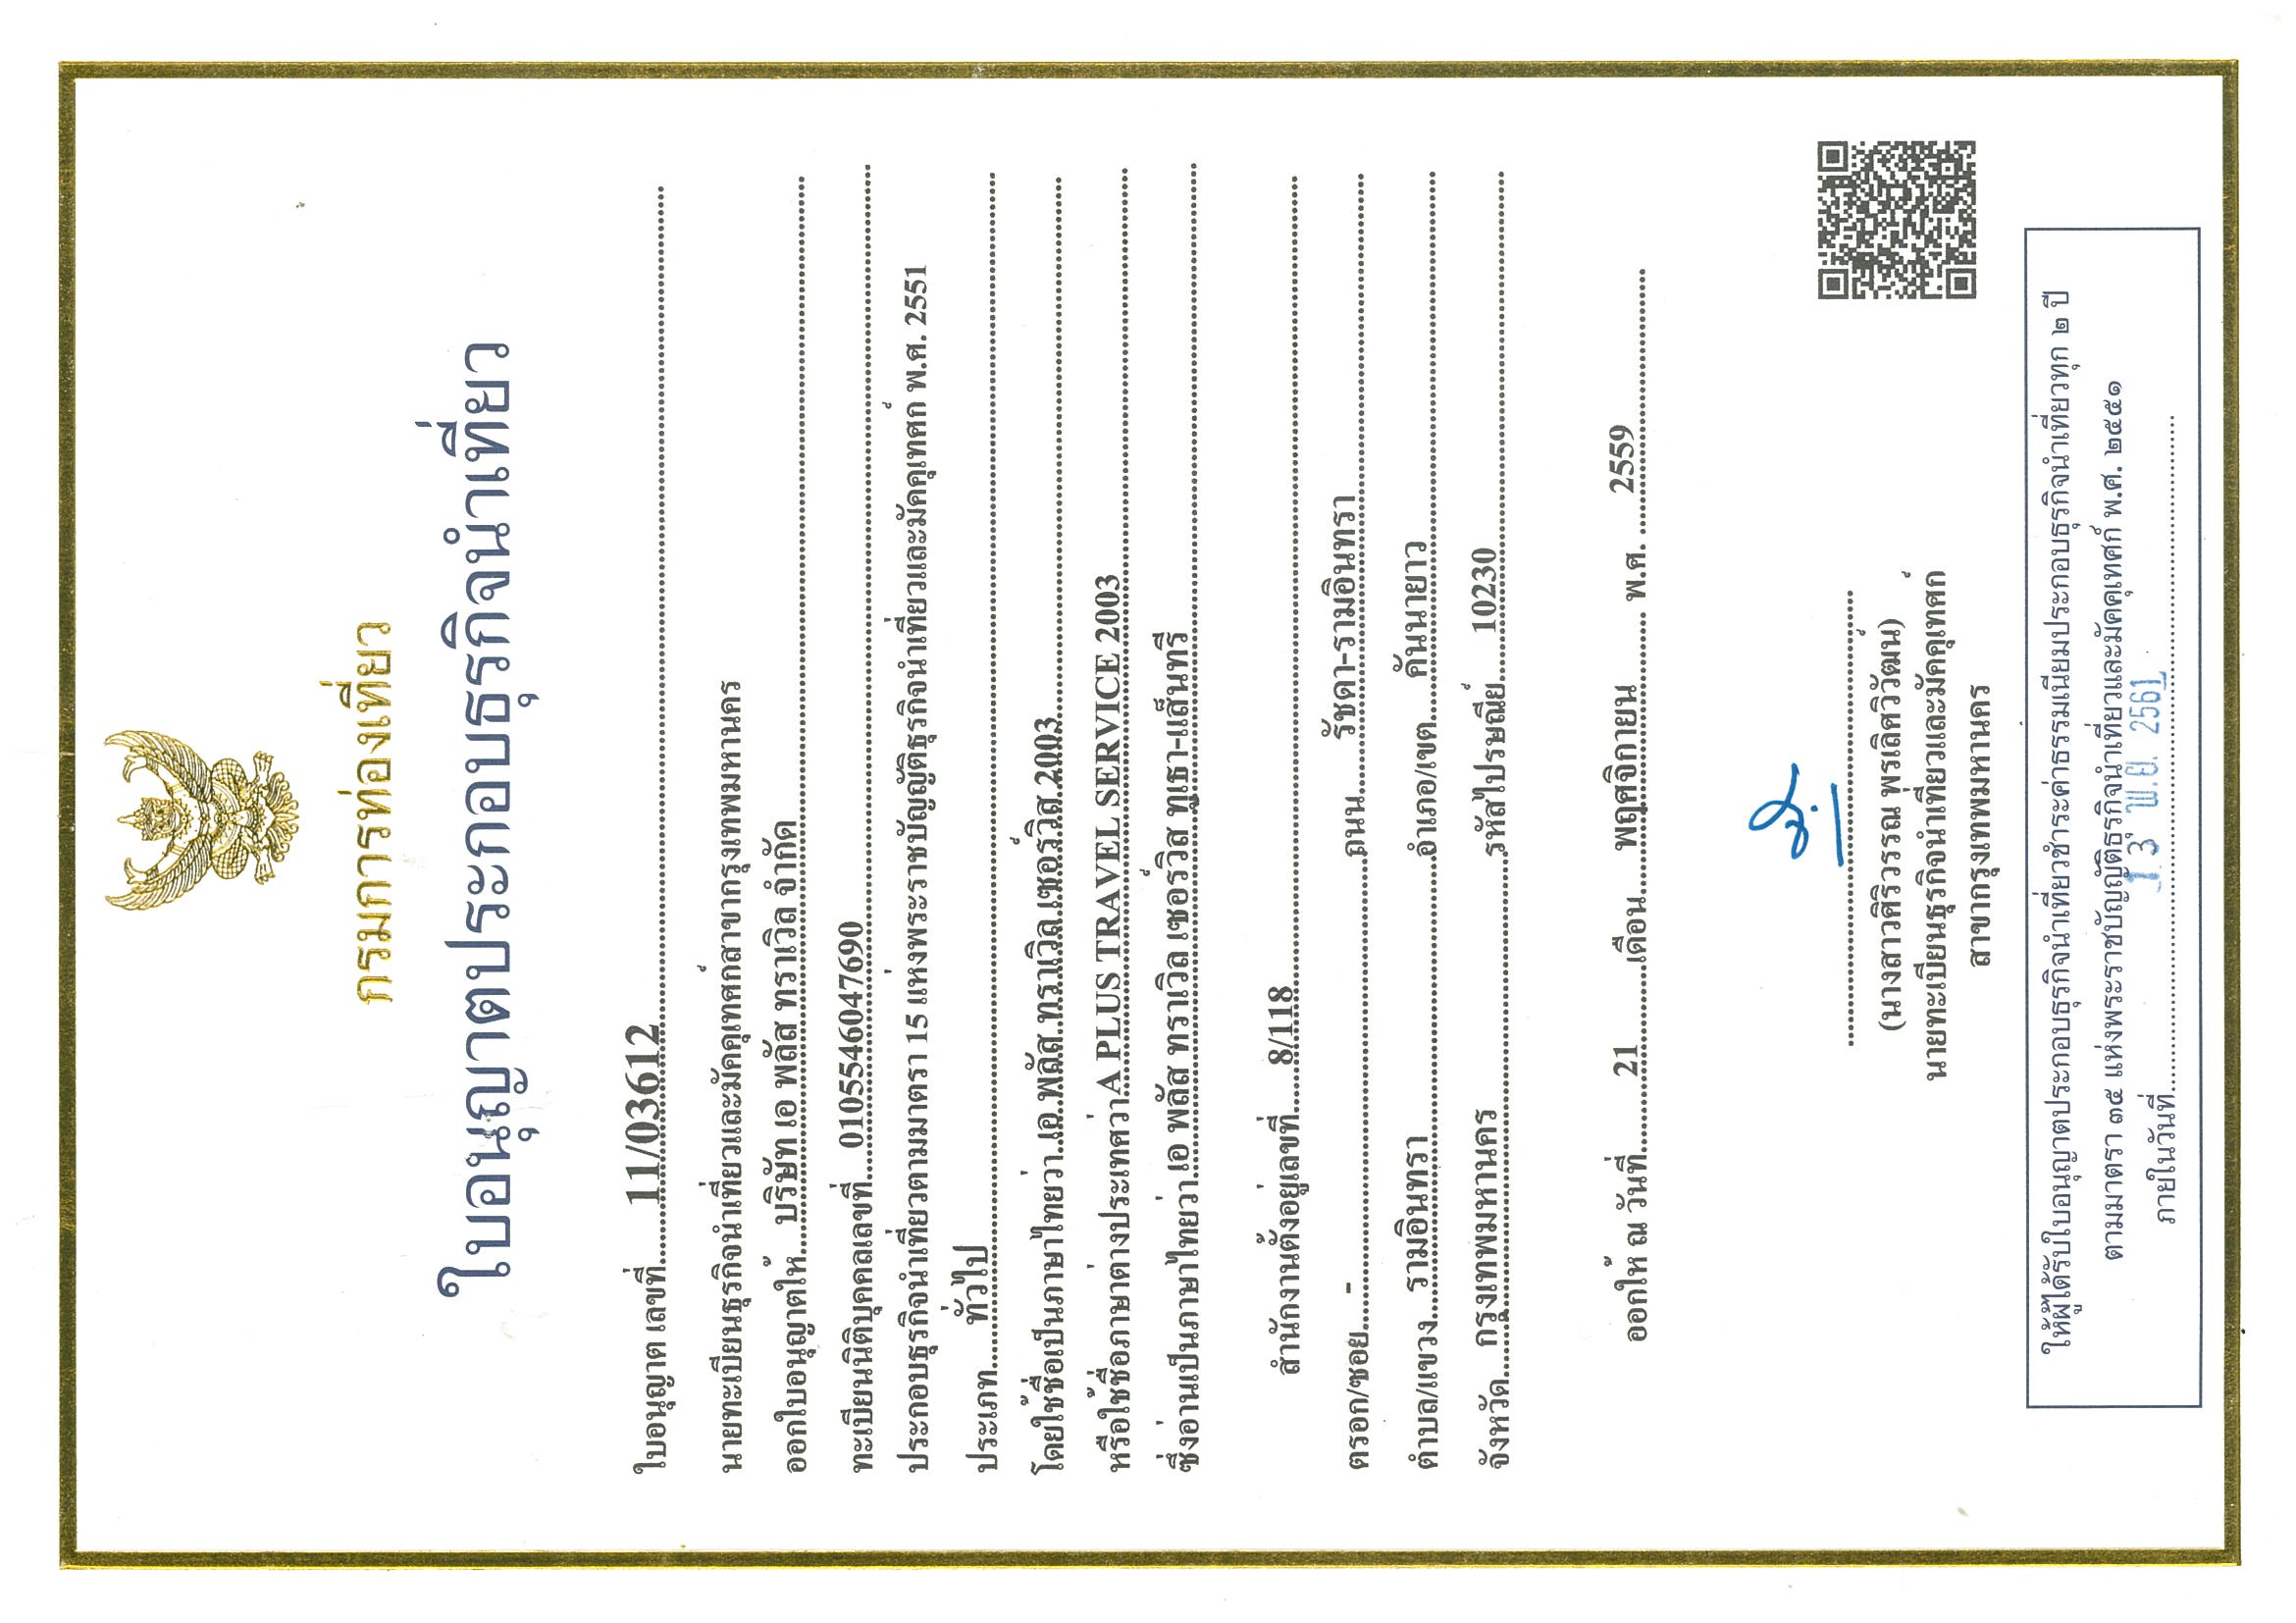 กรมการท่องเที่ยว
ใบอนุญาตประกอบธุรกิจนำเที่ยว
ใบอนุญาต เลขที่ 11/03612
นายทะเบียนธุรกิจนำเที่ยวและมัคคุเทศก์สาขากรุงเทพมหานคร
ออกใบอนุญาตให้ บริษัท เอ พลัส ทราเวิล จำกัด
ทะเบียนนิติบุคคลเลขที่ 0105546047690
ประกอบธุรกิจนำเที่ยวตามมาตรา 15 แห่งพระราชบัญญัติธุรกิจนำเที่ยวและมัคคุเทศก์ พ.ศ. 2551
ประเภท ทั่วไป
โดยใช้ชื่อเป็นภาษาไทยว่า เอ พลัส ทราเวิล เซอร์วิส 2003
หรือใช้ชื่อภาษาต่างประเทศว่า A PLUS TRAVEL SERVICE 2003
ซึ่งอ่านเป็นภาษาไทยว่า เอ พลัส ทราเวิล เซอร์วิส ทูเธา-แส็นทรี
สำนักงานตั้งอยู่เลขที่ 8/118
ตรอก/ซอย - ถนน รัชดา-รามอินทรา
ตำบล/แขวง รามอินทรา อำเภอ/เขต คันนายาว
จังหวัด กรุงเทพมหานคร รหัสไปรษณีย์ 10230
ออกให้ ณ วันที่ 21 เดือน พฤศจิกายน พ.ศ. 2559
(นางสาวศิริวรรณ พรเลิศวิวัฒน์)
นายทะเบียนธุรกิจนำเที่ยวและมัคคุเทศก์
สาขากรุงเทพมหานคร
ให้ผู้ได้รับใบอนุญาตประกอบธุรกิจนำเที่ยวชำระค่าธรรมเนียมประกอบธุรกิจนำเที่ยวทุก ๒ ปี
ตามมาตรา ๓๕ แห่งพระราชบัญญัติธุรกิจนำเที่ยวและมัคคุเทศก์ พ.ศ. ๒๕๕๑
ภายในวันที่ 13 พ.ย. 2561